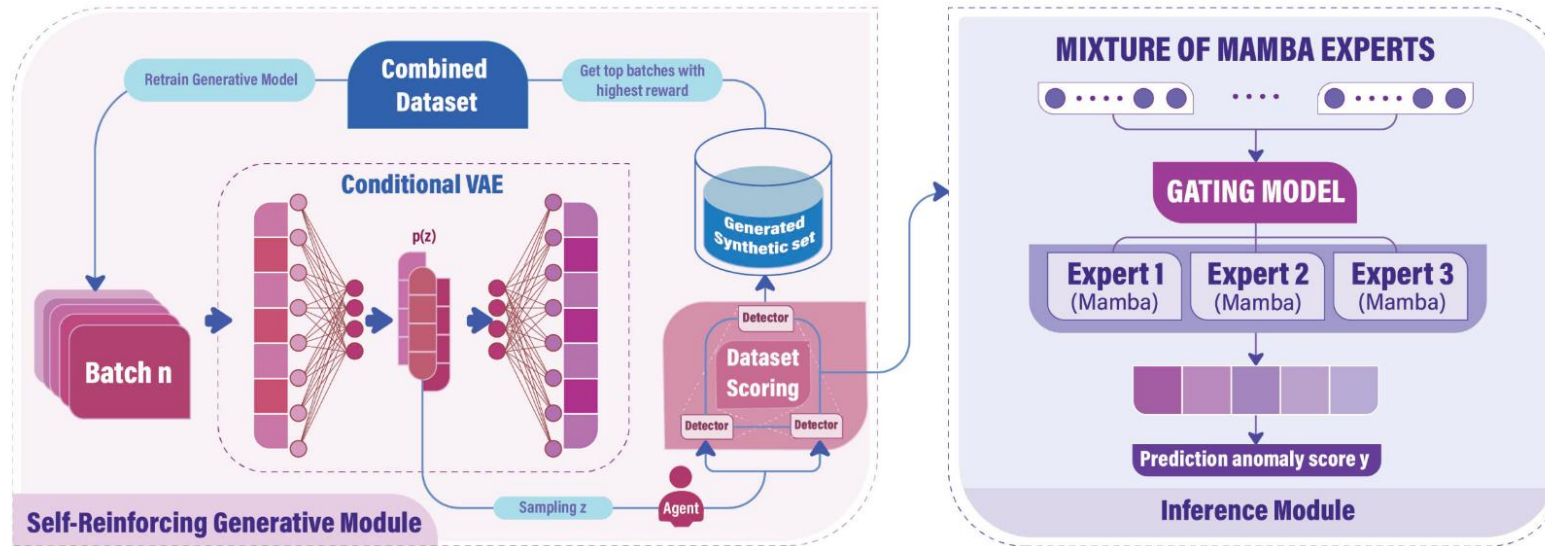 Retrain Generative Model
Combined
Dataset
Get top batches with
highest reward
Conditional VAE
p(z)
Batch n
Generated
Synthetic set
Detector
Dataset
Scoring
Detector
Detector
Sampling z
Agent
Self-Reinforcing Generative Module
MIXTURE OF MAMBA EXPERTS
GATING MODEL
Expert 1
(Mamba)
Expert 2
(Mamba)
Expert 3
(Mamba)
Prediction anomaly score y
Inference Module